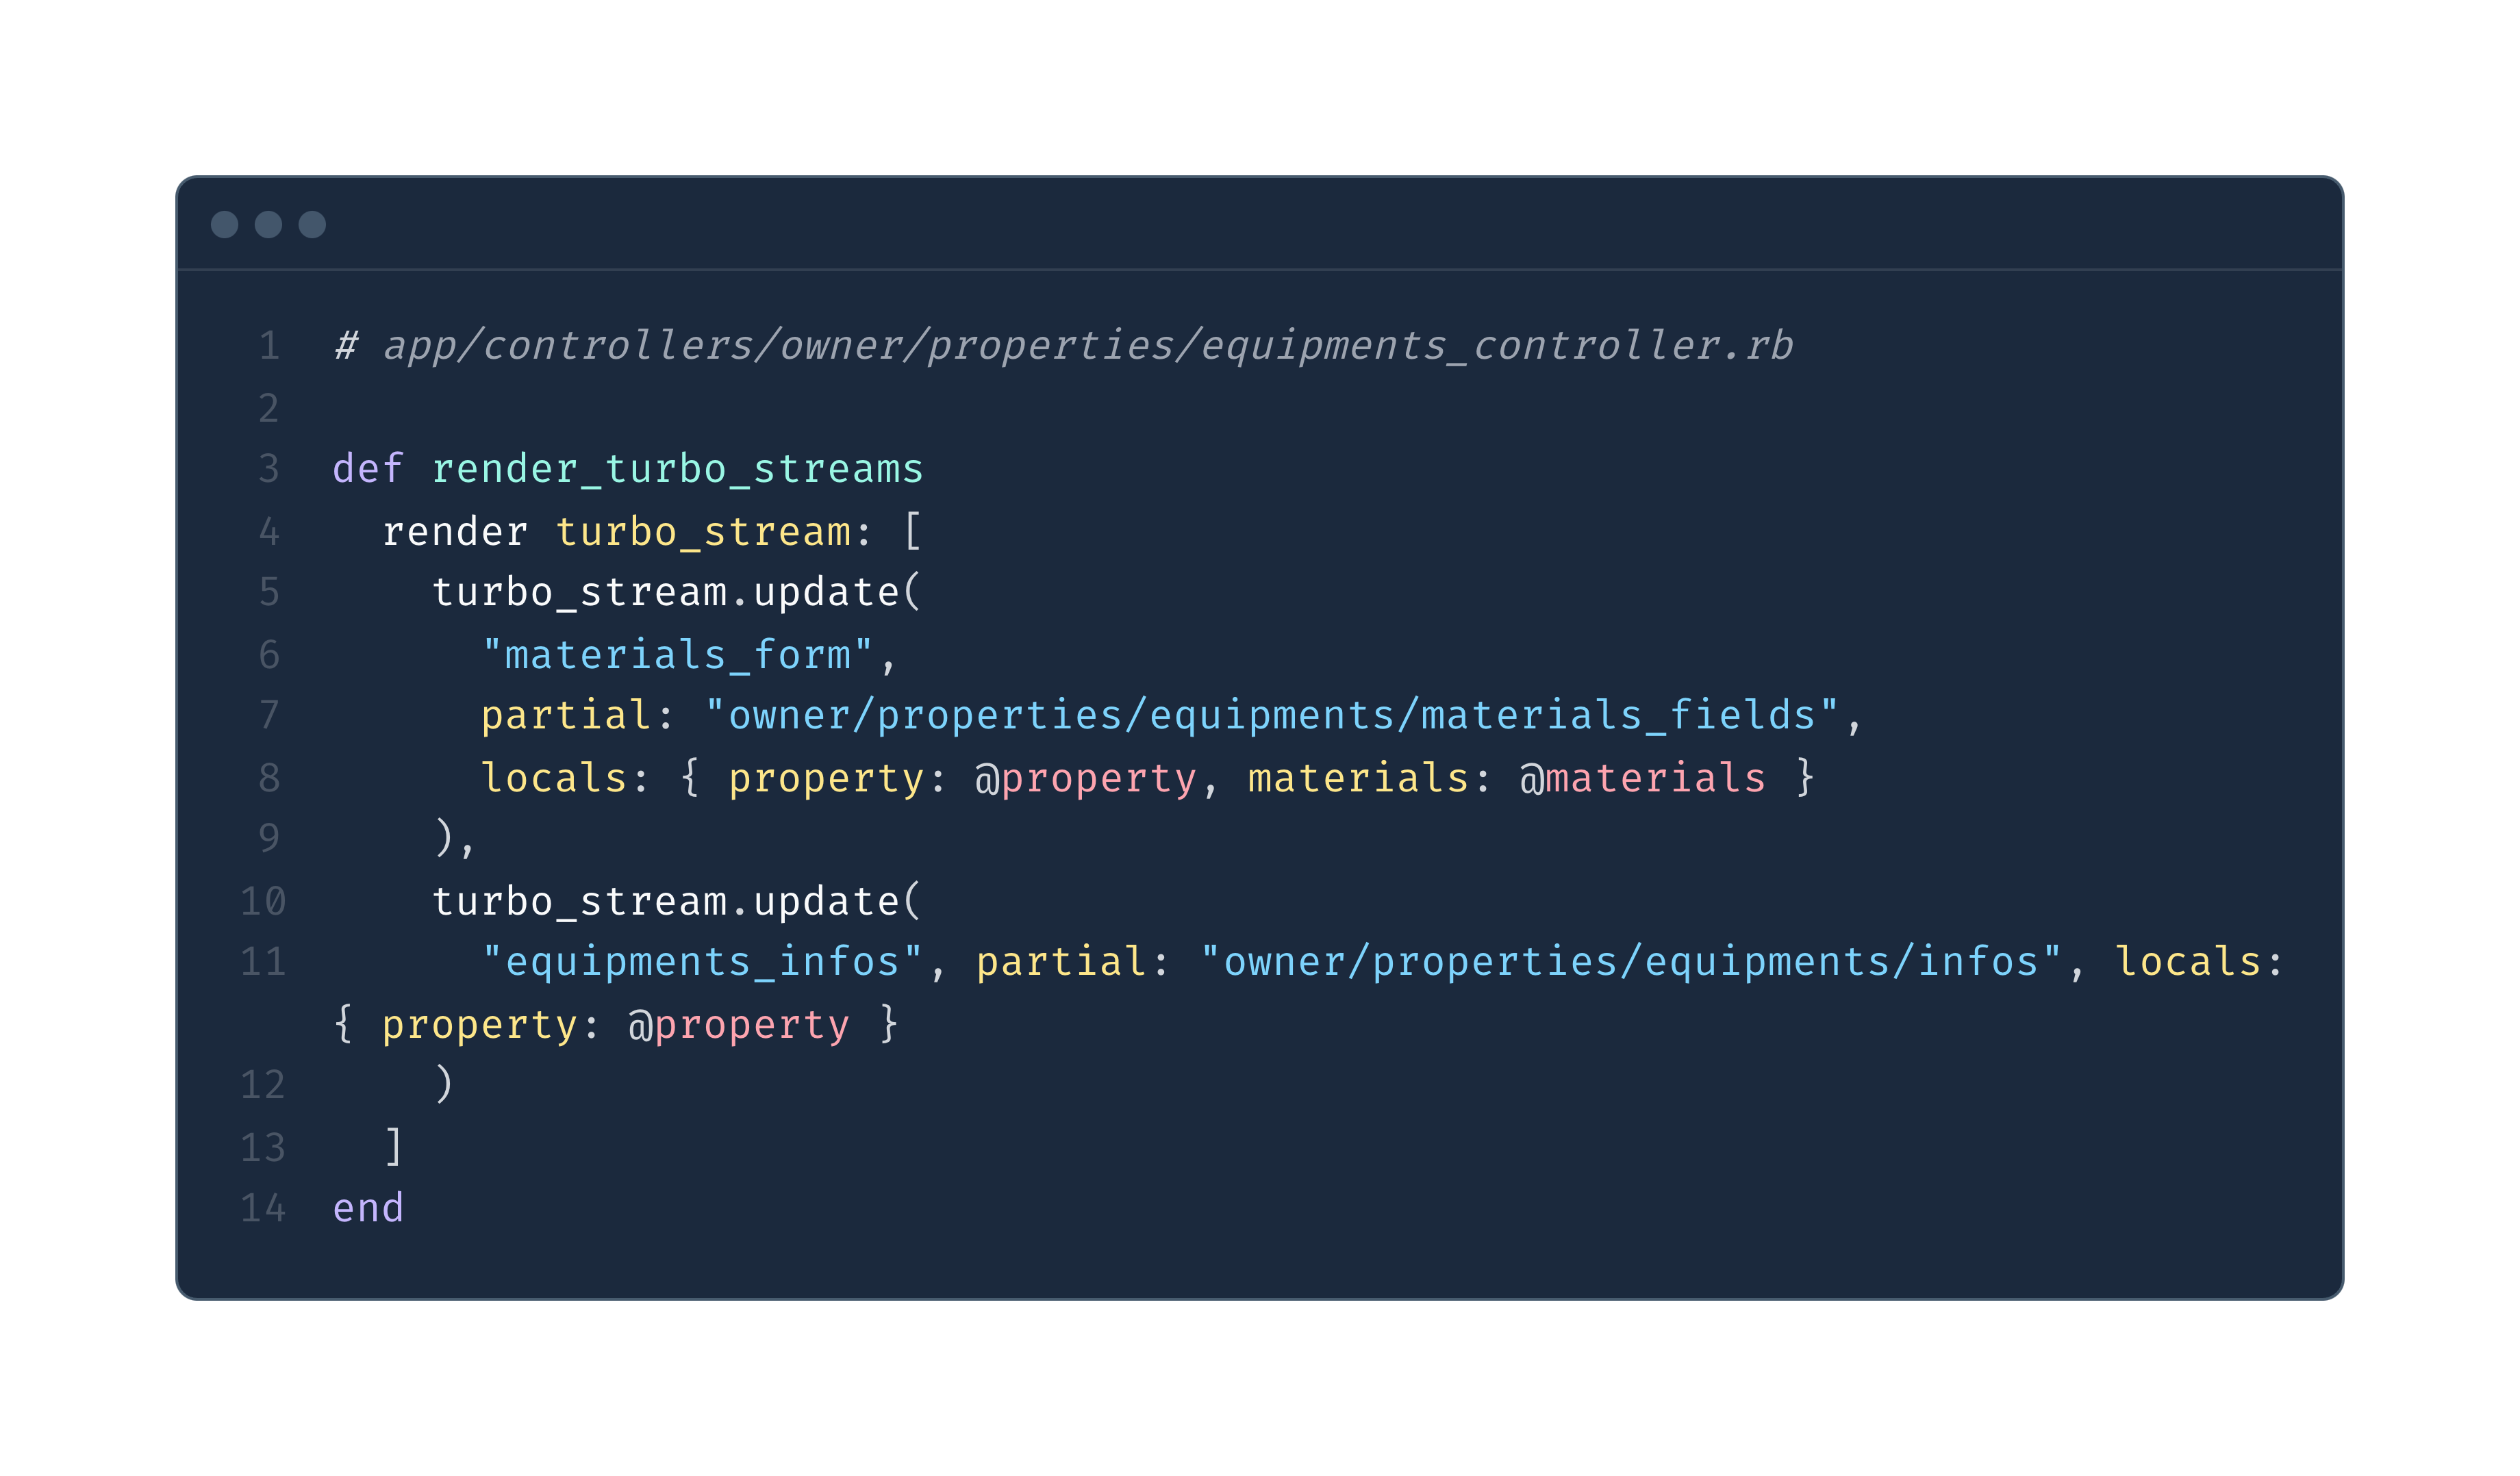 1 # app/controllers/owner/properties/equipments_controller.rb
2
3 def render_turbo_streams
4   render turbo_stream: [
5     turbo_stream.update(
6       "materials_form",
7       partial: "owner/properties/equipments/materials_fields",
8       locals: { property: @property, materials: @materials }
9     ),
10     turbo_stream.update(
11       "equipments_infos", partial: "owner/properties/equipments/infos", locals:
{ property: @property }
12     )
13   ]
14 end